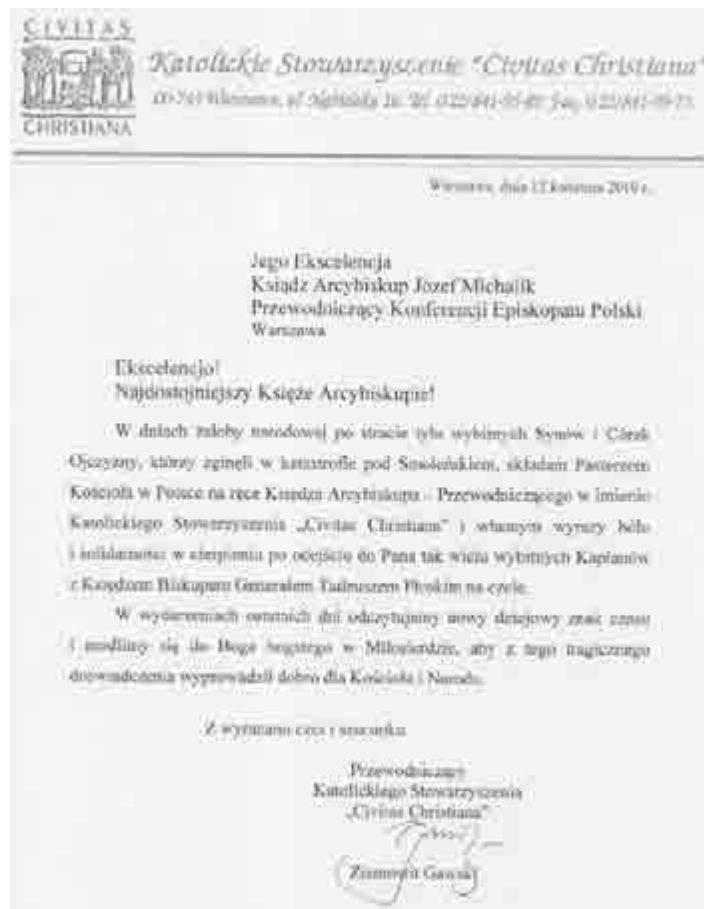 CIVITAS
CHRISTIANA
Katolickie Stowarzyszenie "Civitas Christiana"
Warszawa, dnia 12 kwietnia 2010 r.
Jego Ekscelencja
Ksiądz Arcybiskup Józef Michalik
Przewodniczący Konferencji Episkopatu Polski
Warszawa
Ekscelencjo!
Najdostojniejszy Księże Arcybiskupie!
W dniach żałoby narodowej po stracie tylu wybitnych Synów i Córek
Ojczyzny, którzy zginęli w katastrofie pod Smoleńskiem, składam Pasterzom
Kościoła w Polsce na ręce Księdza Arcybiskupa – Przewodniczącego w imieniu
Katolickiego Stowarzyszenia „Civitas Christiana" i własnym wyrazy bólu
i solidarności w cierpieniu po odejściu do Pana tak wielu wybitnych Kapłanów
z Księdzem Biskupem Generałem Tadeuszem Płoskim na czele.
W wydarzeniach ostatnich dni odczytujemy nowy dziejowy znak czasu
i modlimy się do Boga bogatego w Miłosierdzie, aby z tego tragicznego
doświadczenia wyprowadził dobro dla Kościoła i Narodu.
Z wyrazami czci i szacunku
Przewodniczący
Katolickiego Stowarzyszenia
„Civitas Christiana"
Ziemowit Gawski